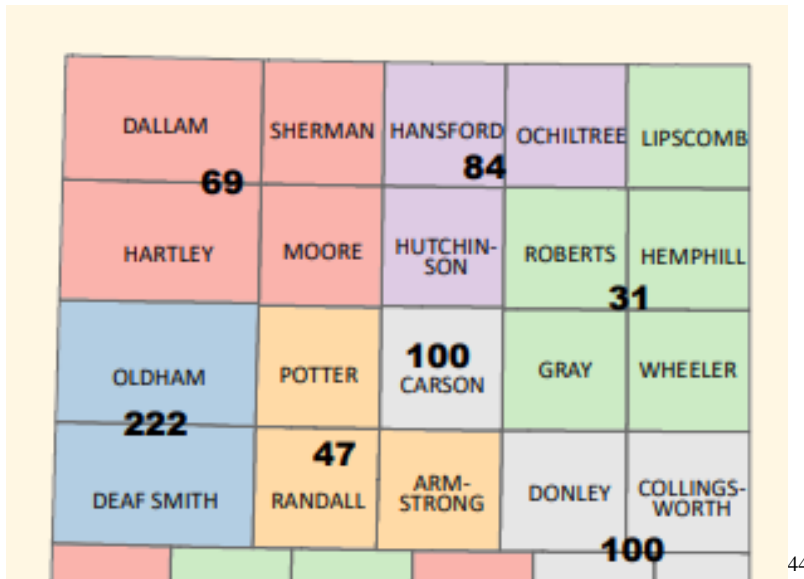 DALLAM
SHERMAN
HANSFORD
OCHILTREE
LIPSCOMB
69
84
HARTLEY
MOORE
HUTCHIN-
SON
ROBERTS
HEMPHILL
31
OLDHAM
POTTER
100
CARSON
GRAY
WHEELER
222
47
DEAF SMITH
RANDALL
ARM-
STRONG
DONLEY
COLLINGS-
WORTH
100
44